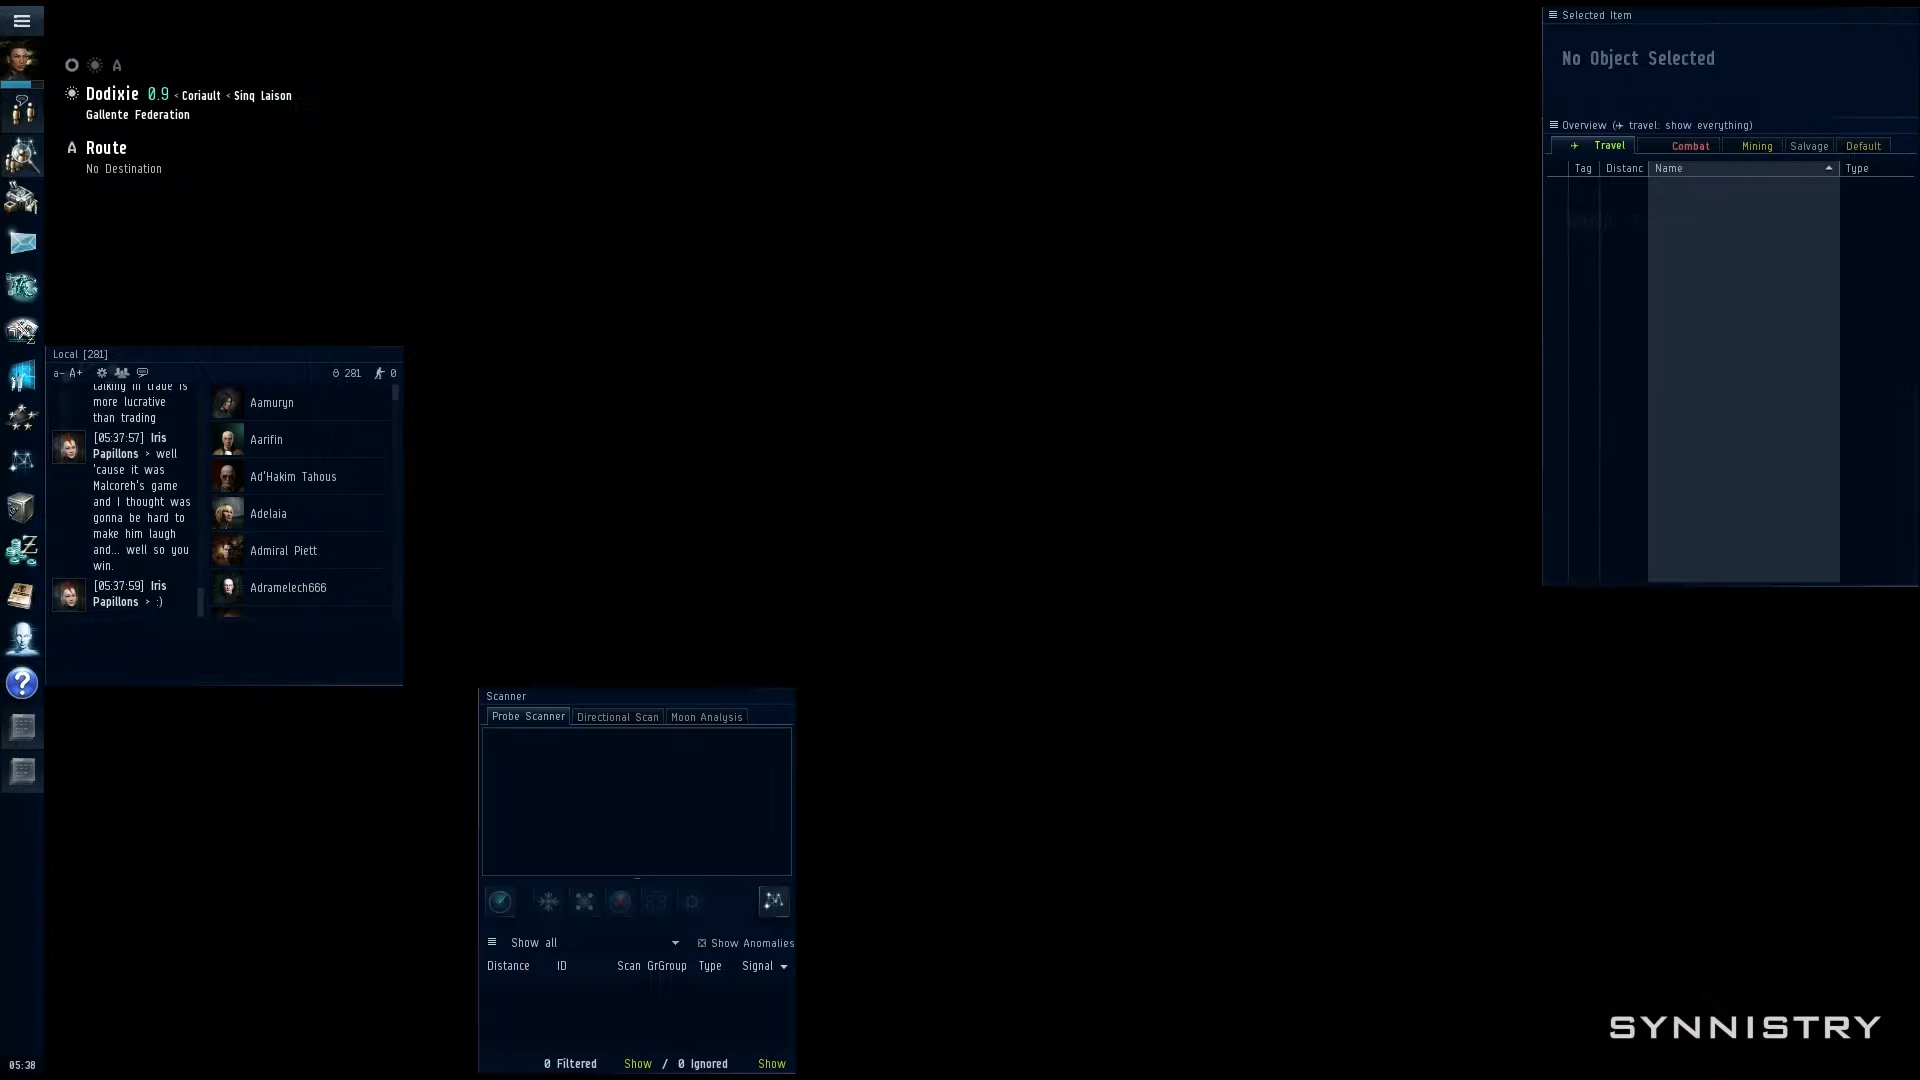 Dodixie 0.9 < Coriault < Sinq Laison
Gallente Federation
A Route
No Destination
Local [281]
a- A+ 281 0
talking in trade is
more lucrative
than trading
[05:37:57] Iris
Papillons > well
'cause it was
Malcoreh's game
and I thought was
gonna be hard to
make him laugh
and... well so you
win.
[05:37:59] Iris
Papillons > :)
Aamuryn
Aarifin
Ad'Hakim Tahous
Adelaia
Admiral Piett
Adramelech666
05:38
Scanner
Probe Scanner Directional Scan Moon Analysis
Show all Show Anomalies
Distance ID Scan GrGroup Type Signal
0 Filtered Show / 0 Ignored Show
Selected Item
No Object Selected
Overview (travel: show everything)
Travel Combat Mining Salvage Default
Tag Distanc Name Type
SYNNISTRY